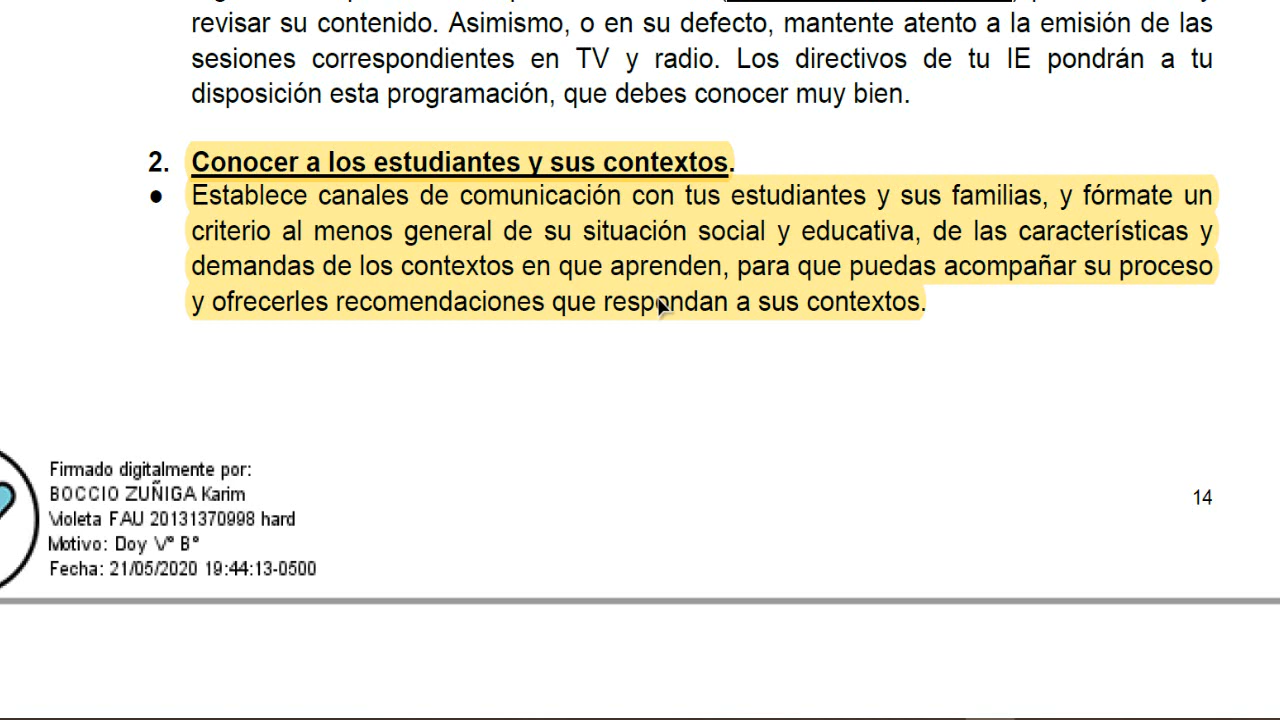 revisar su contenido. Asimismo, o en su defecto, mantente atento a la emisión de las
sesiones correspondientes en TV y radio. Los directivos de tu IE pondrán a tu
disposición esta programación, que debes conocer muy bien.
2. Conocer a los estudiantes y sus contextos.
● Establece canales de comunicación con tus estudiantes y sus familias, y fórmate un
criterio al menos general de su situación social y educativa, de las características y
demandas de los contextos en que aprenden, para que puedas acompañar su proceso
y ofrecerles recomendaciones que respondan a sus contextos.
Firmado digitalmente por:
BOCCIO ZUÑIGA Karim
Violeta FAU 20131370998 hard
Motivo: Doy V° B°
Fecha: 21/05/2020 19:44:13-0500
14